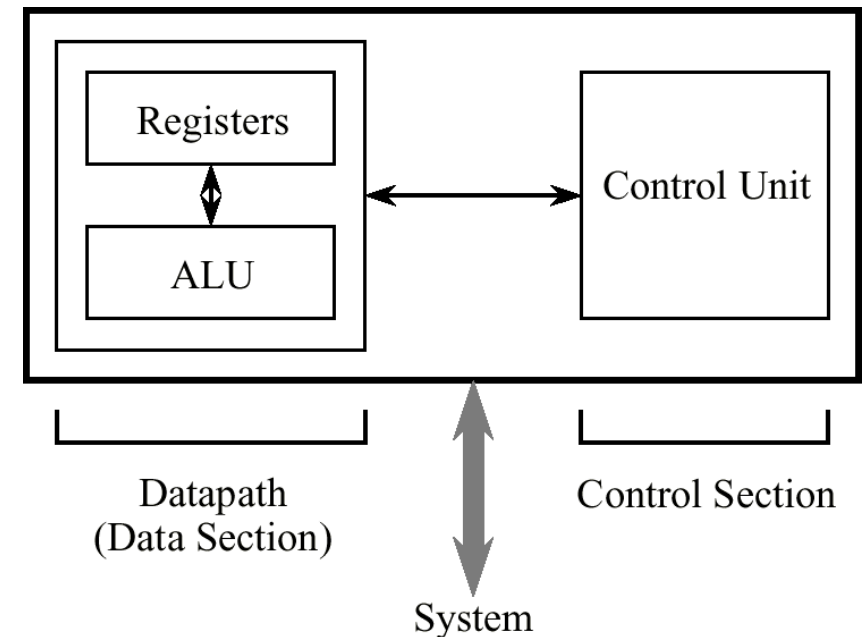 Registers
ALU
Control Unit
Datapath
(Data Section)
Control Section
System